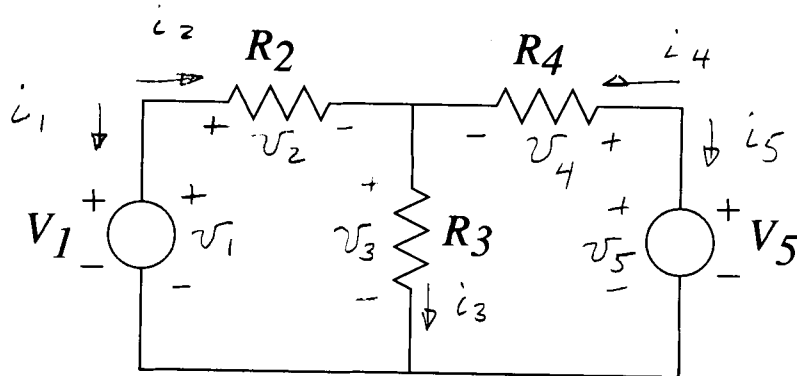 i2
R2
R4
i4
i1
+ v2 -
- v4 +
i5
+ +
V1
v1
- -
+
v3
-
R3
i3
+ +
v5
V5
- -